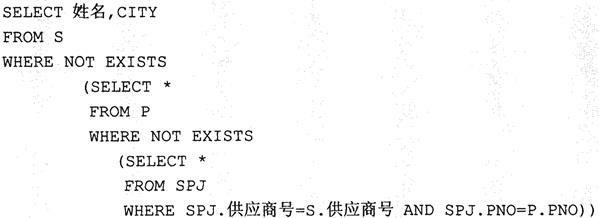 SELECT 姓名,CITY
FROM S
WHERE NOT EXISTS
(SELECT *
FROM P
WHERE NOT EXISTS
(SELECT *
FROM SPJ
WHERE SPJ.供应商号=S.供应商号 AND SPJ.PNO=P.PNO))